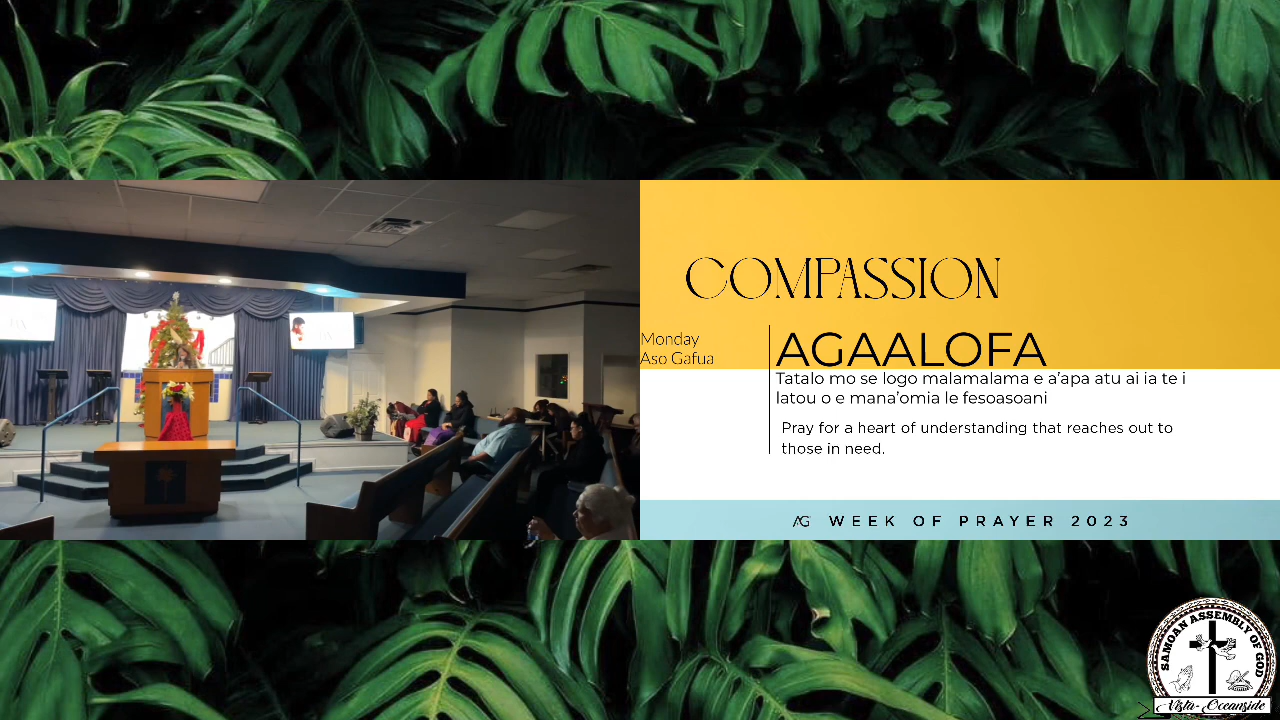 COMPASSION
Monday
Aso Gafua
AGAALOFA
Tatalo mo se logo malamalama e a'apa atu ai ia te i
latou o e mana'omia le fesoasoani
Pray for a heart of understanding that reaches out to
those in need.
AG WEEK OF PRAYER 2023
SAMOAN ASSEMBLY OF GOD
Vista-Oceanside